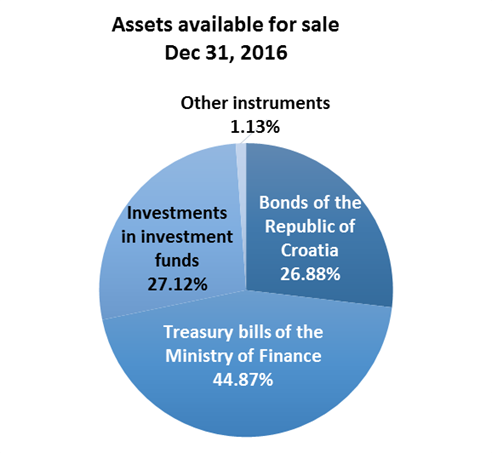 Assets available for sale
Dec 31, 2016
Other instruments
1.13%
Bonds of the
Republic of
Croatia
26.88%
Investments
in investment
funds
27.12%
Treasury bills of the
Ministry of Finance
44.87%